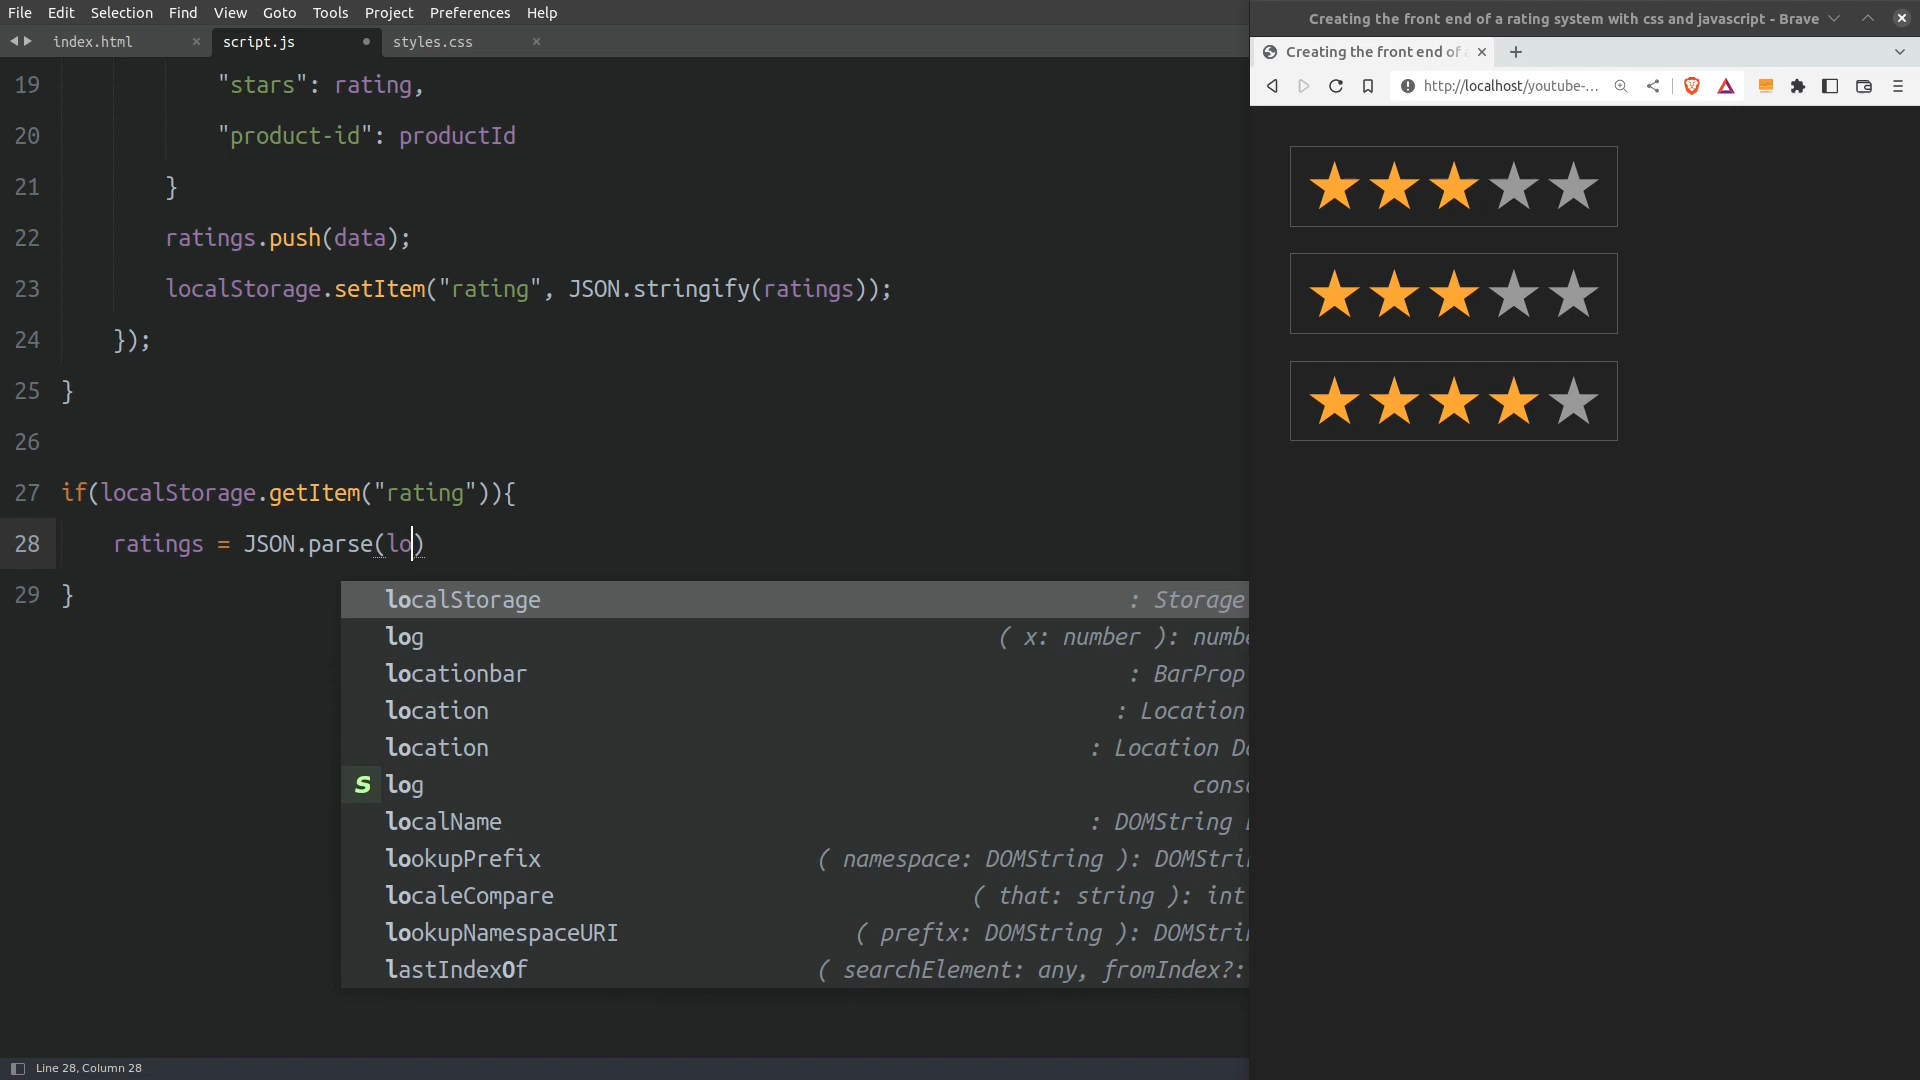 File Edit Selection Find View Goto Tools Project Preferences Help
index.html × script.js styles.css ×
19 "stars": rating,
20 "product-id": productId
21 }
22 ratings.push(data);
23 localStorage.setItem("rating", JSON.stringify(ratings));
24 });
25 }
26
27 if(localStorage.getItem("rating")){
28 ratings = JSON.parse(lo)
29 }
localStorage : Storage
log ( x: number ): numbe
locationbar : BarProp
location : Location
location : Location Do
S log conso
localName : DOMString
lookupPrefix ( namespace: DOMString ): DOMStri
localeCompare ( that: string ): int
lookupNamespaceURI ( prefix: DOMString ): DOMStri
lastIndexOf ( searchElement: any, fromIndex?:
Line 28, Column 28
Creating the front end of a rating system with css and javascript - Brave
Creating the front end of a
http://localhost/youtube-...